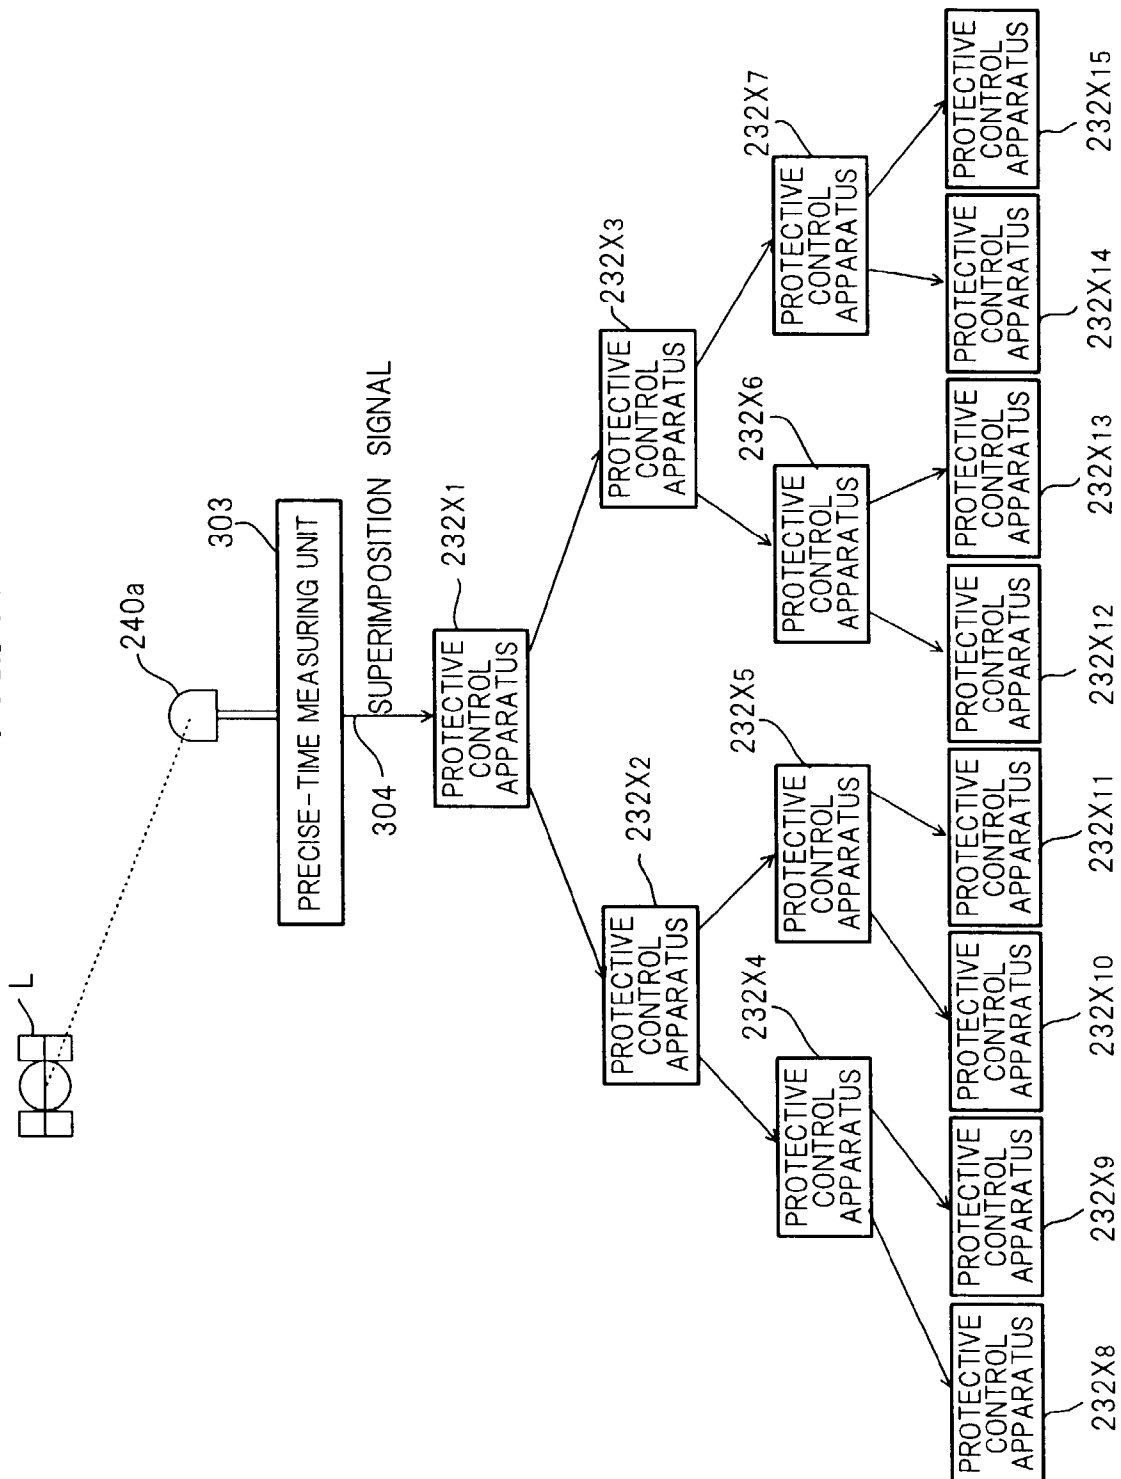 L
240a
303
PRECISE-TIME MEASURING UNIT
304
SUPERIMPOSITION SIGNAL
232X1
PROTECTIVE
CONTROL
APPARATUS
232X2
PROTECTIVE
CONTROL
APPARATUS
232X3
PROTECTIVE
CONTROL
APPARATUS
232X4
PROTECTIVE
CONTROL
APPARATUS
232X5
PROTECTIVE
CONTROL
APPARATUS
232X6
PROTECTIVE
CONTROL
APPARATUS
232X7
PROTECTIVE
CONTROL
APPARATUS
PROTECTIVE
CONTROL
APPARATUS
232X8
PROTECTIVE
CONTROL
APPARATUS
232X9
PROTECTIVE
CONTROL
APPARATUS
232X10
PROTECTIVE
CONTROL
APPARATUS
232X11
PROTECTIVE
CONTROL
APPARATUS
232X12
PROTECTIVE
CONTROL
APPARATUS
232X13
PROTECTIVE
CONTROL
APPARATUS
232X14
PROTECTIVE
CONTROL
APPARATUS
232X15